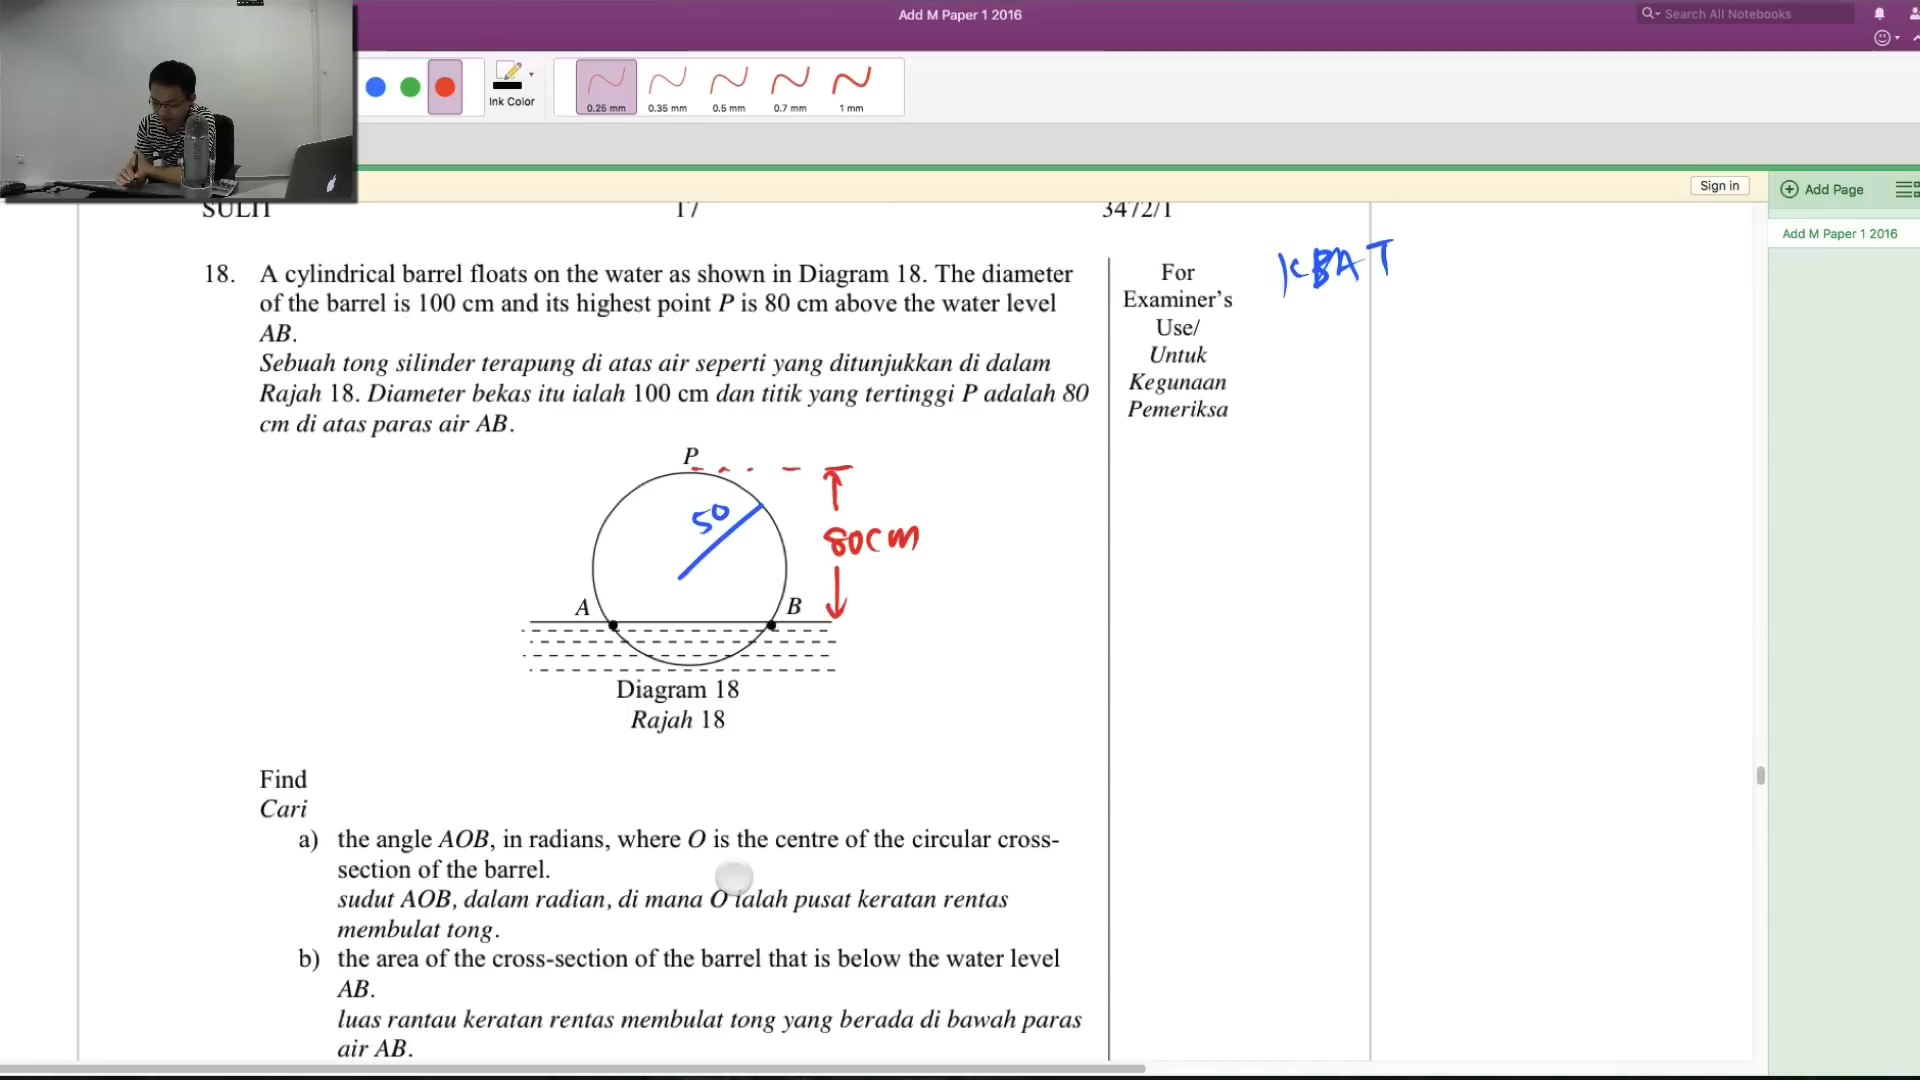 Add M Paper 1 2016
Search All Notebooks
Ink Color
0.25 mm
0.35 mm
0.5 mm
0.7 mm
1 mm
Sign in
Add Page
Add M Paper 1 2016
SULIT 17 3472/1
KBAT
18. A cylindrical barrel floats on the water as shown in Diagram 18. The diameter
of the barrel is 100 cm and its highest point P is 80 cm above the water level
AB.
Sebuah tong silinder terapung di atas air seperti yang ditunjukkan di dalam
Rajah 18. Diameter bekas itu ialah 100 cm dan titik yang tertinggi P adalah 80
cm di atas paras air AB.
For
Examiner's
Use/
Untuk
Kegunaan
Pemeriksa
P
50
80cm
A
B
Diagram 18
Rajah 18
Find
Cari
a) the angle AOB, in radians, where O is the centre of the circular cross-
section of the barrel.
sudut AOB, dalam radian, di mana O ialah pusat keratan rentas
membulat tong.
b) the area of the cross-section of the barrel that is below the water level
AB.
luas rantau keratan rentas membulat tong yang berada di bawah paras
air AB.